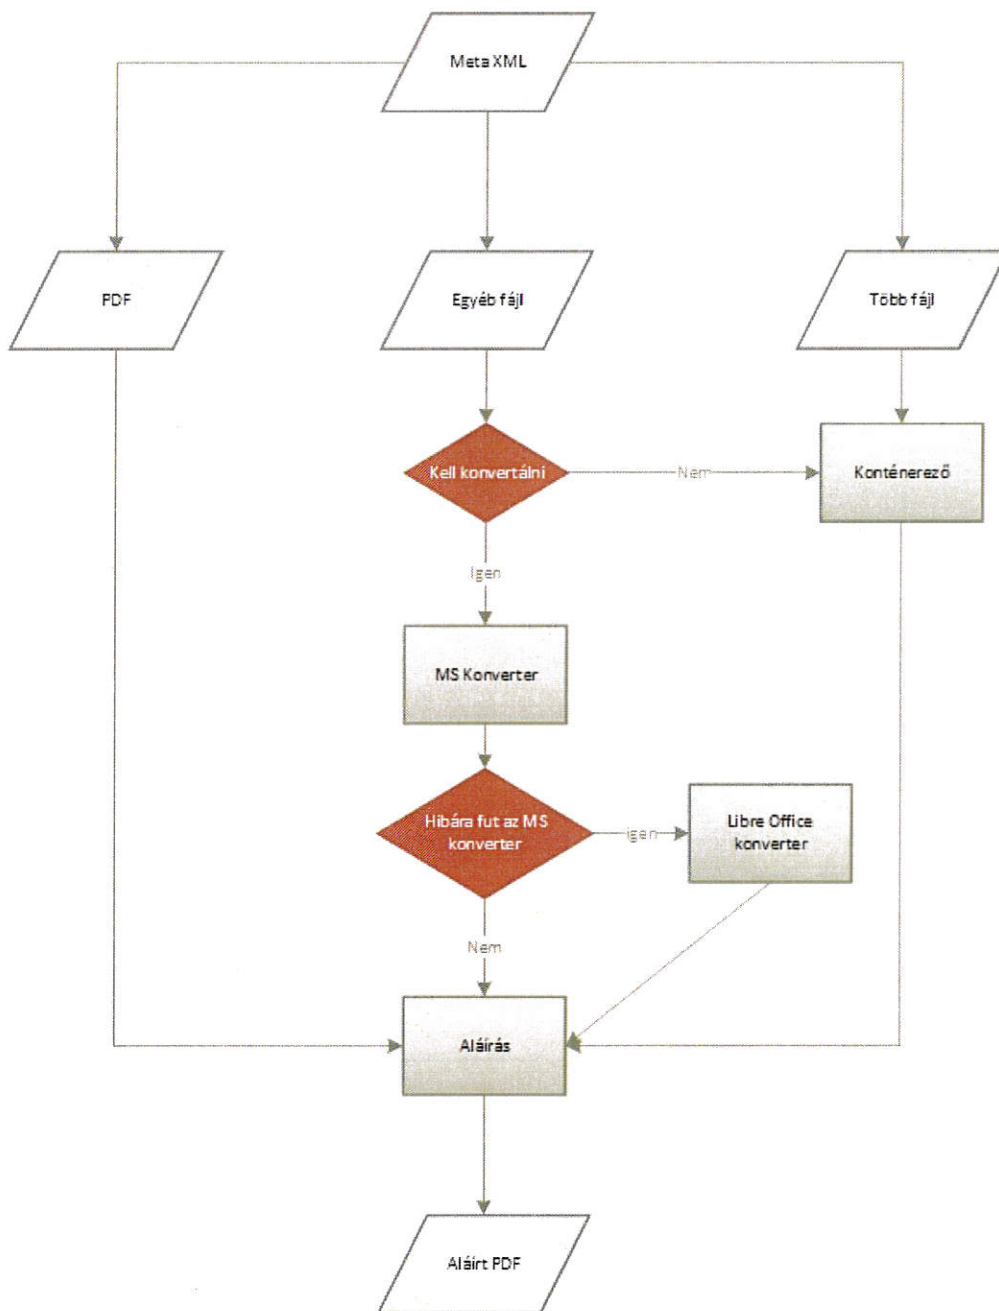 Meta XML
PDF
Egyéb fájl
Több fájl
Kell konvertálni
Nem
Konténerező
Igen
MS Konverter
Hibára fut az MS
konverter
igen
Libre Office
konverter
Nem
Aláírás
Aláírt PDF